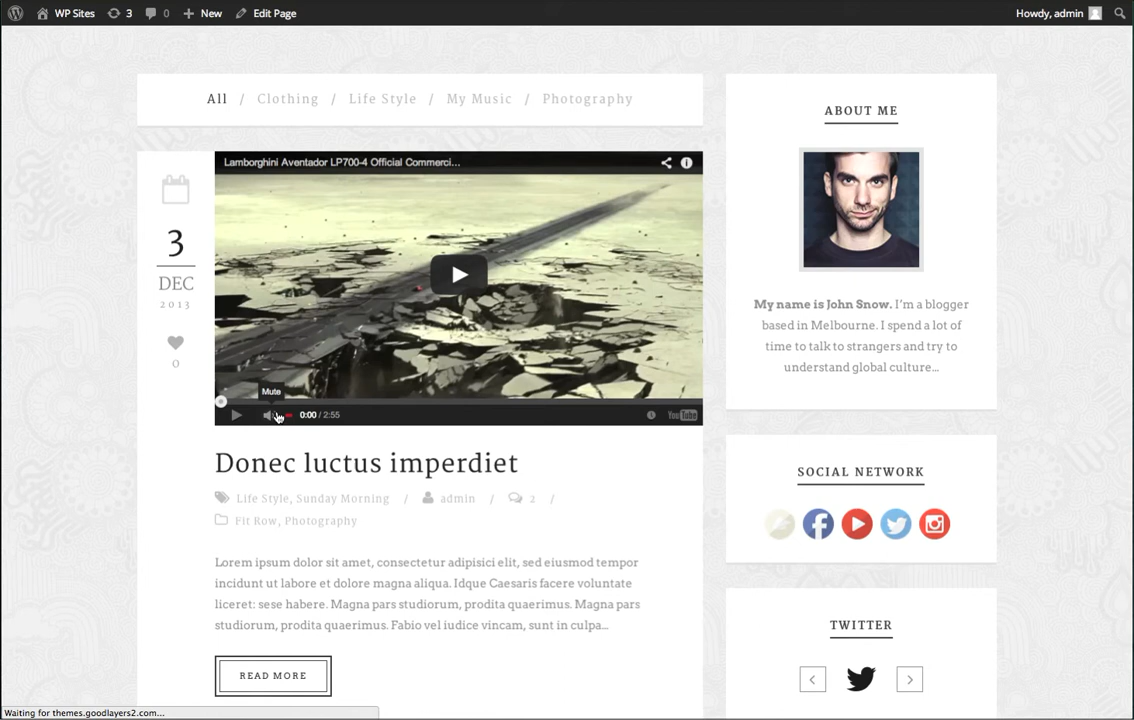 WP Sites 3 0 New Edit Page Howdy, admin
All / Clothing / Life Style / My Music / Photography
Lamborghini Aventador LP700-4 Official Commerci...
3
DEC
2013
0
Mute
0:00 / 2:55
YouTube
Donec luctus imperdiet
Life Style, Sunday Morning / admin / 2 /
Fit Row, Photography
Lorem ipsum dolor sit amet, consectetur adipisici elit, sed eiusmod tempor
incidunt ut labore et dolore magna aliqua. Idque Caesaris facere voluntate
liceret: sese habere. Magna pars studiorum, prodita quaerimus. Magna pars
studiorum, prodita quaerimus. Fabio vel iudice vincam, sunt in culpa...
READ MORE
ABOUT ME
My name is John Snow. I'm a blogger
based in Melbourne. I spend a lot of
time to talk to strangers and try to
understand global culture...
SOCIAL NETWORK
TWITTER
Waiting for themes.goodlayers2.com...